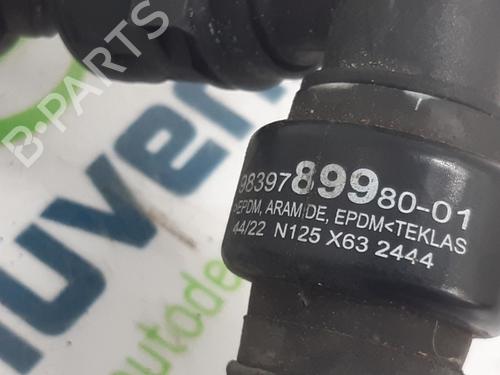 B-PARTS
9839789980-01
>EPDM, ARAMIDE, EPDM<TEKLAS
44/22 N125 X63 2444